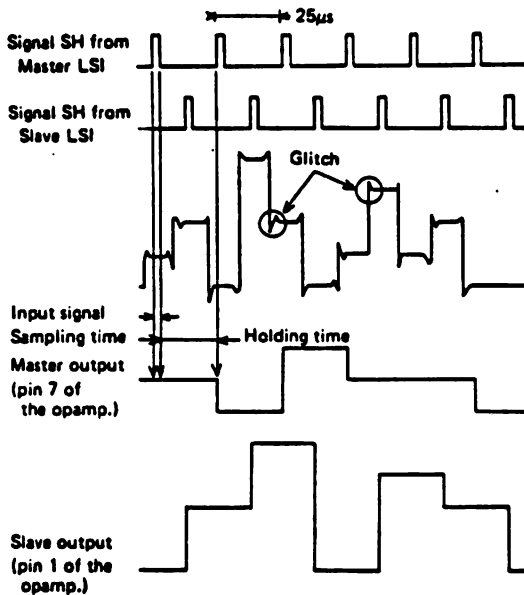 25μs
Signal SH from
Master LSI
Signal SH from
Slave LSI
Glitch
Input signal
Sampling time
Holding time
Master output
(pin 7 of
the opamp.)
Slave output
(pin 1 of the
opamp.)